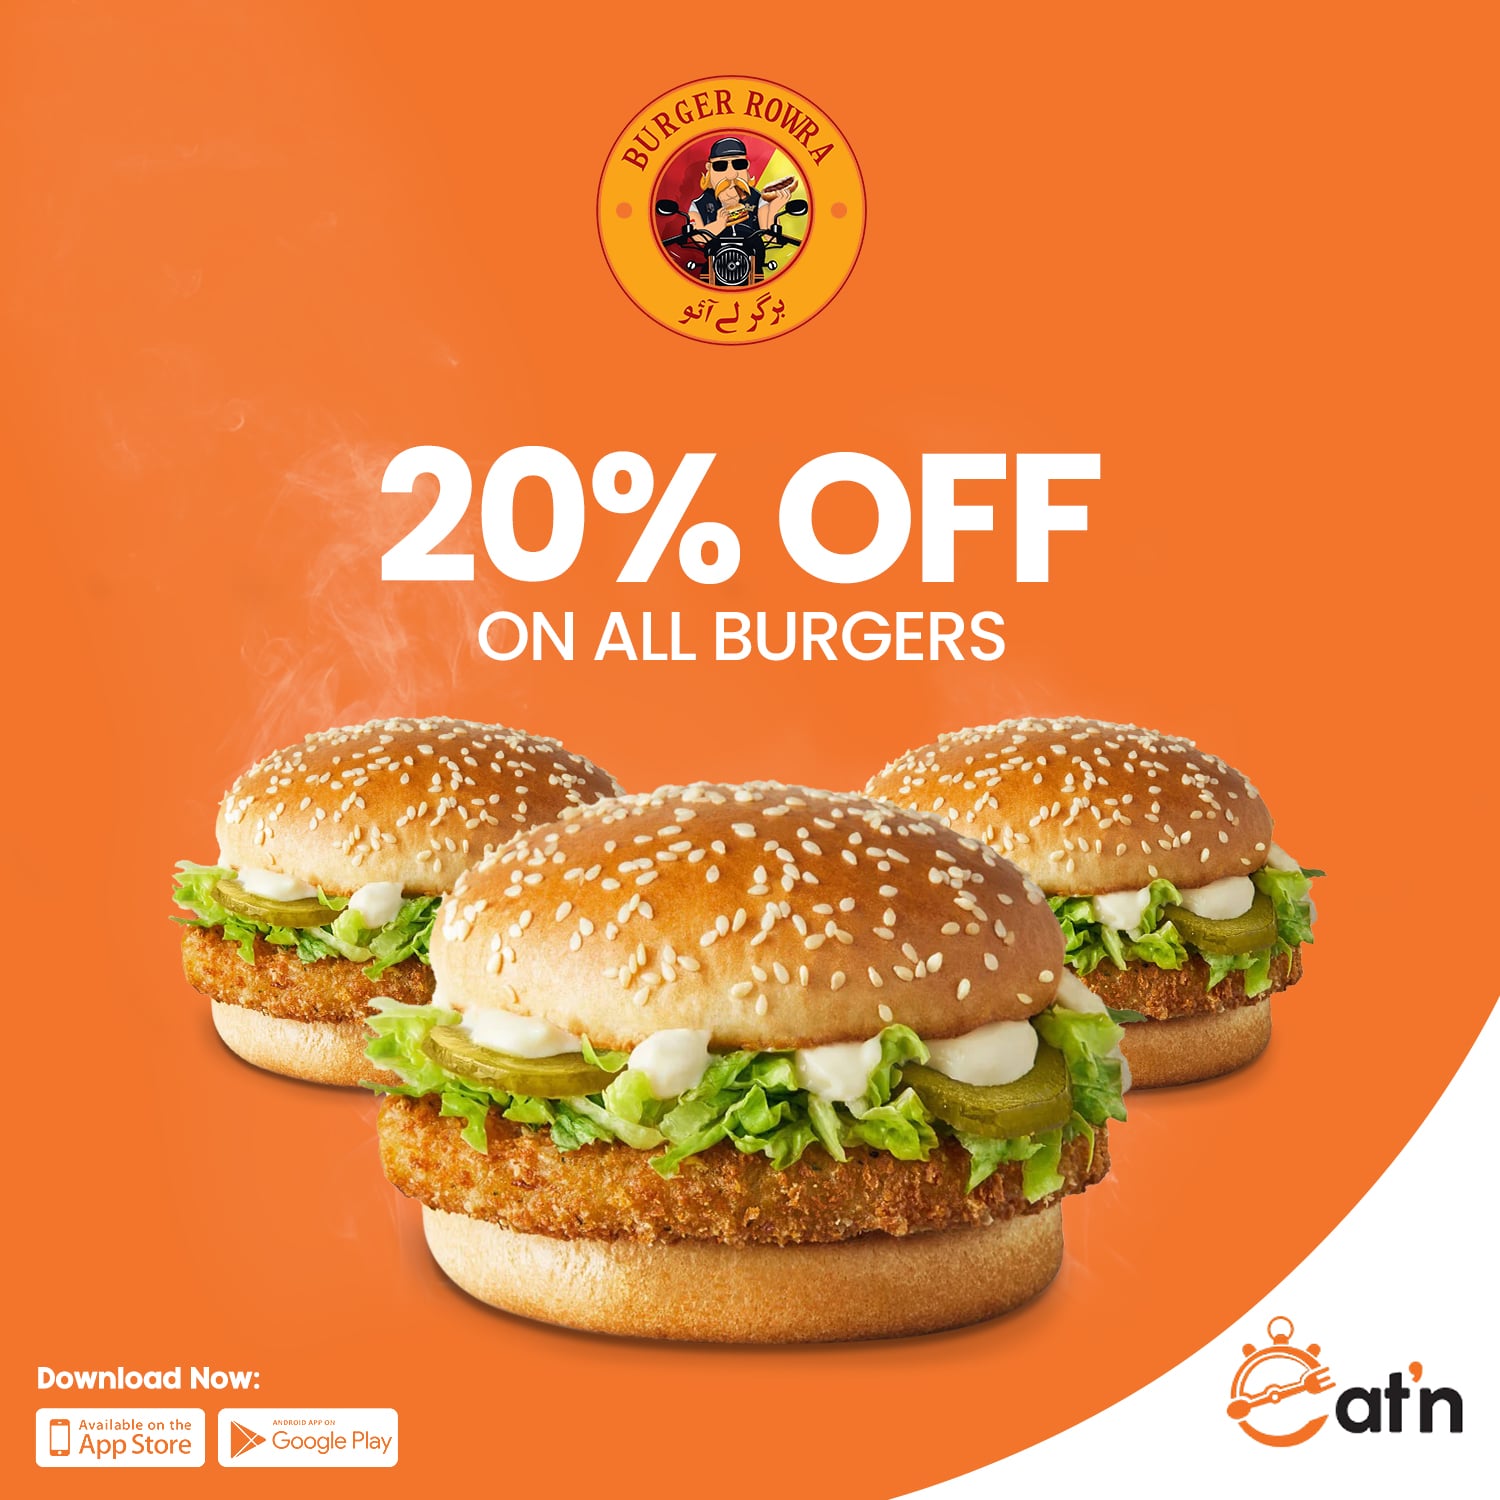 BURGER ROWRA
برگر لے آئو
20% OFF
ON ALL BURGERS
Download Now:
Available on the
App Store
ANDROID APP ON
Google Play
eat'n